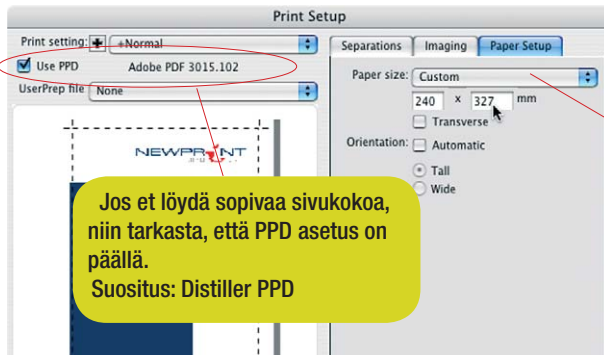 Print Setup
Print setting: +Normal
Use PPD Adobe PDF 3015.102
UserPrep file None
NEWPRINT
Jos et löydä sopivaa sivukokoa,
niin tarkasta, että PPD asetus on
päällä.
Suositus: Distiller PPD
Separations Imaging Paper Setup
Paper size: Custom
240 x 327 mm
Transverse
Orientation: Automatic
Tall
Wide